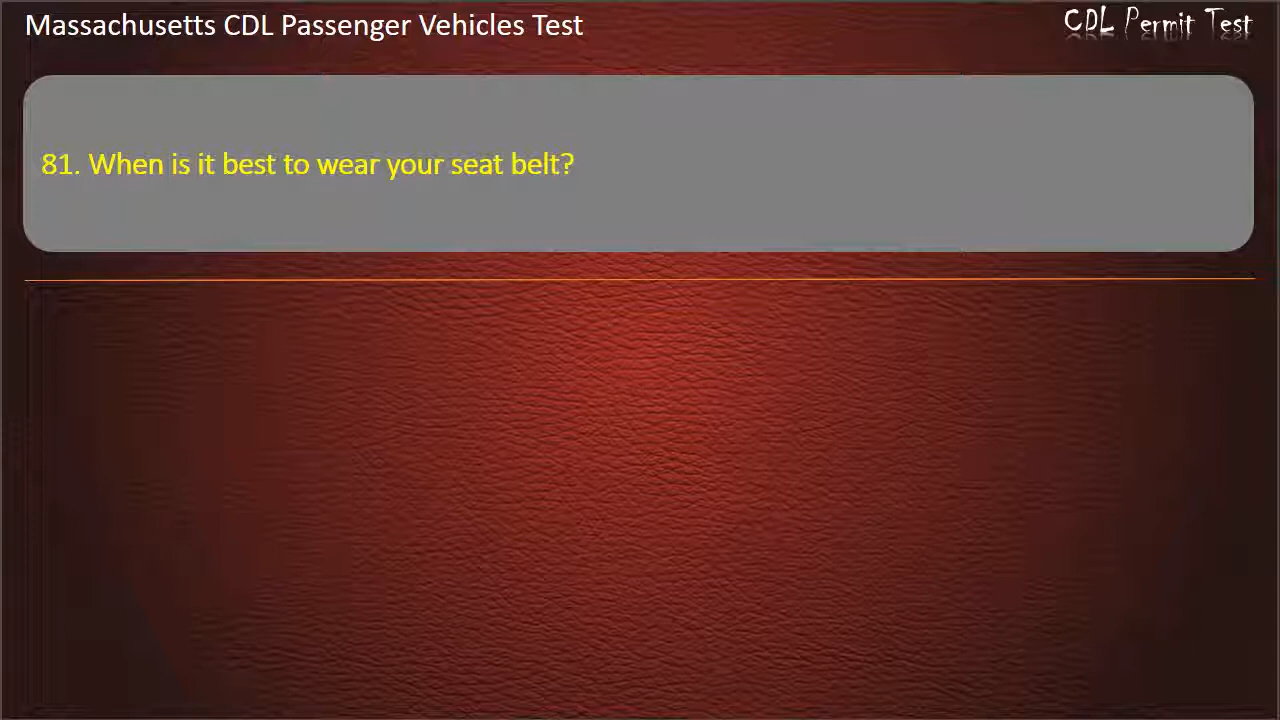 Massachusetts CDL Passenger Vehicles Test
CDL Permit Test
81. When is it best to wear your seat belt?